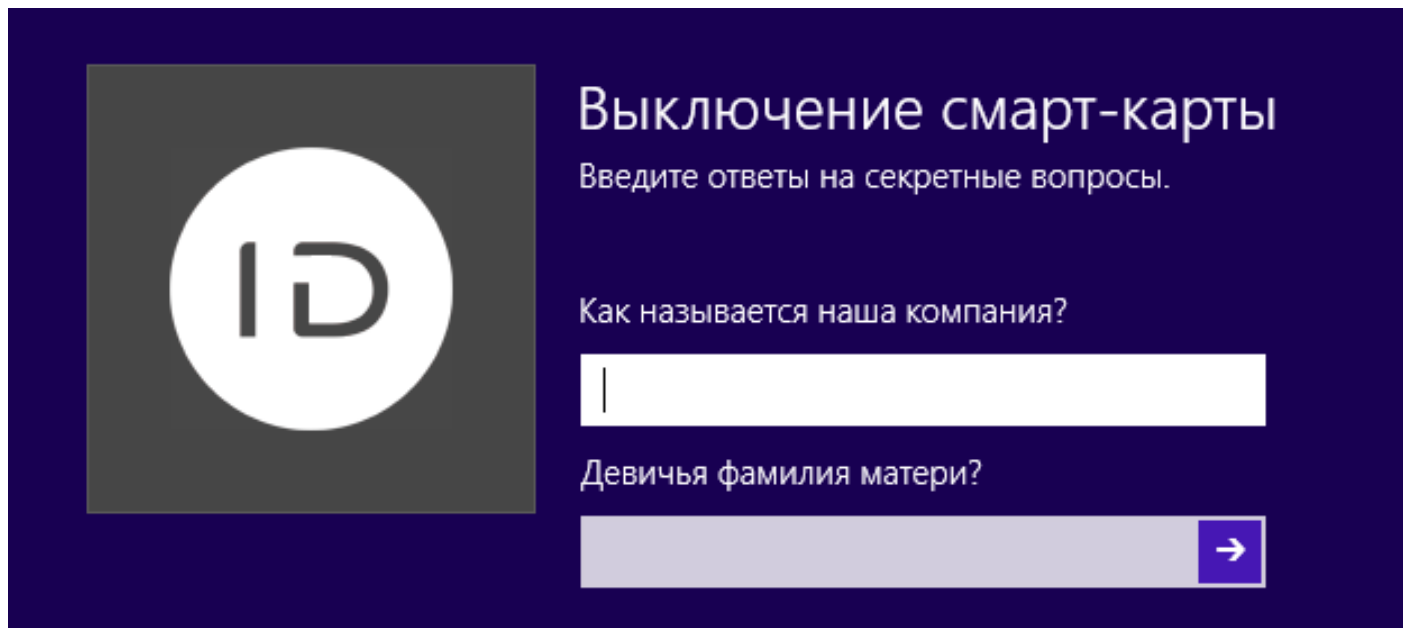 ID
Выключение смарт-карты
Введите ответы на секретные вопросы.
Как называется наша компания?
Девичья фамилия матери?